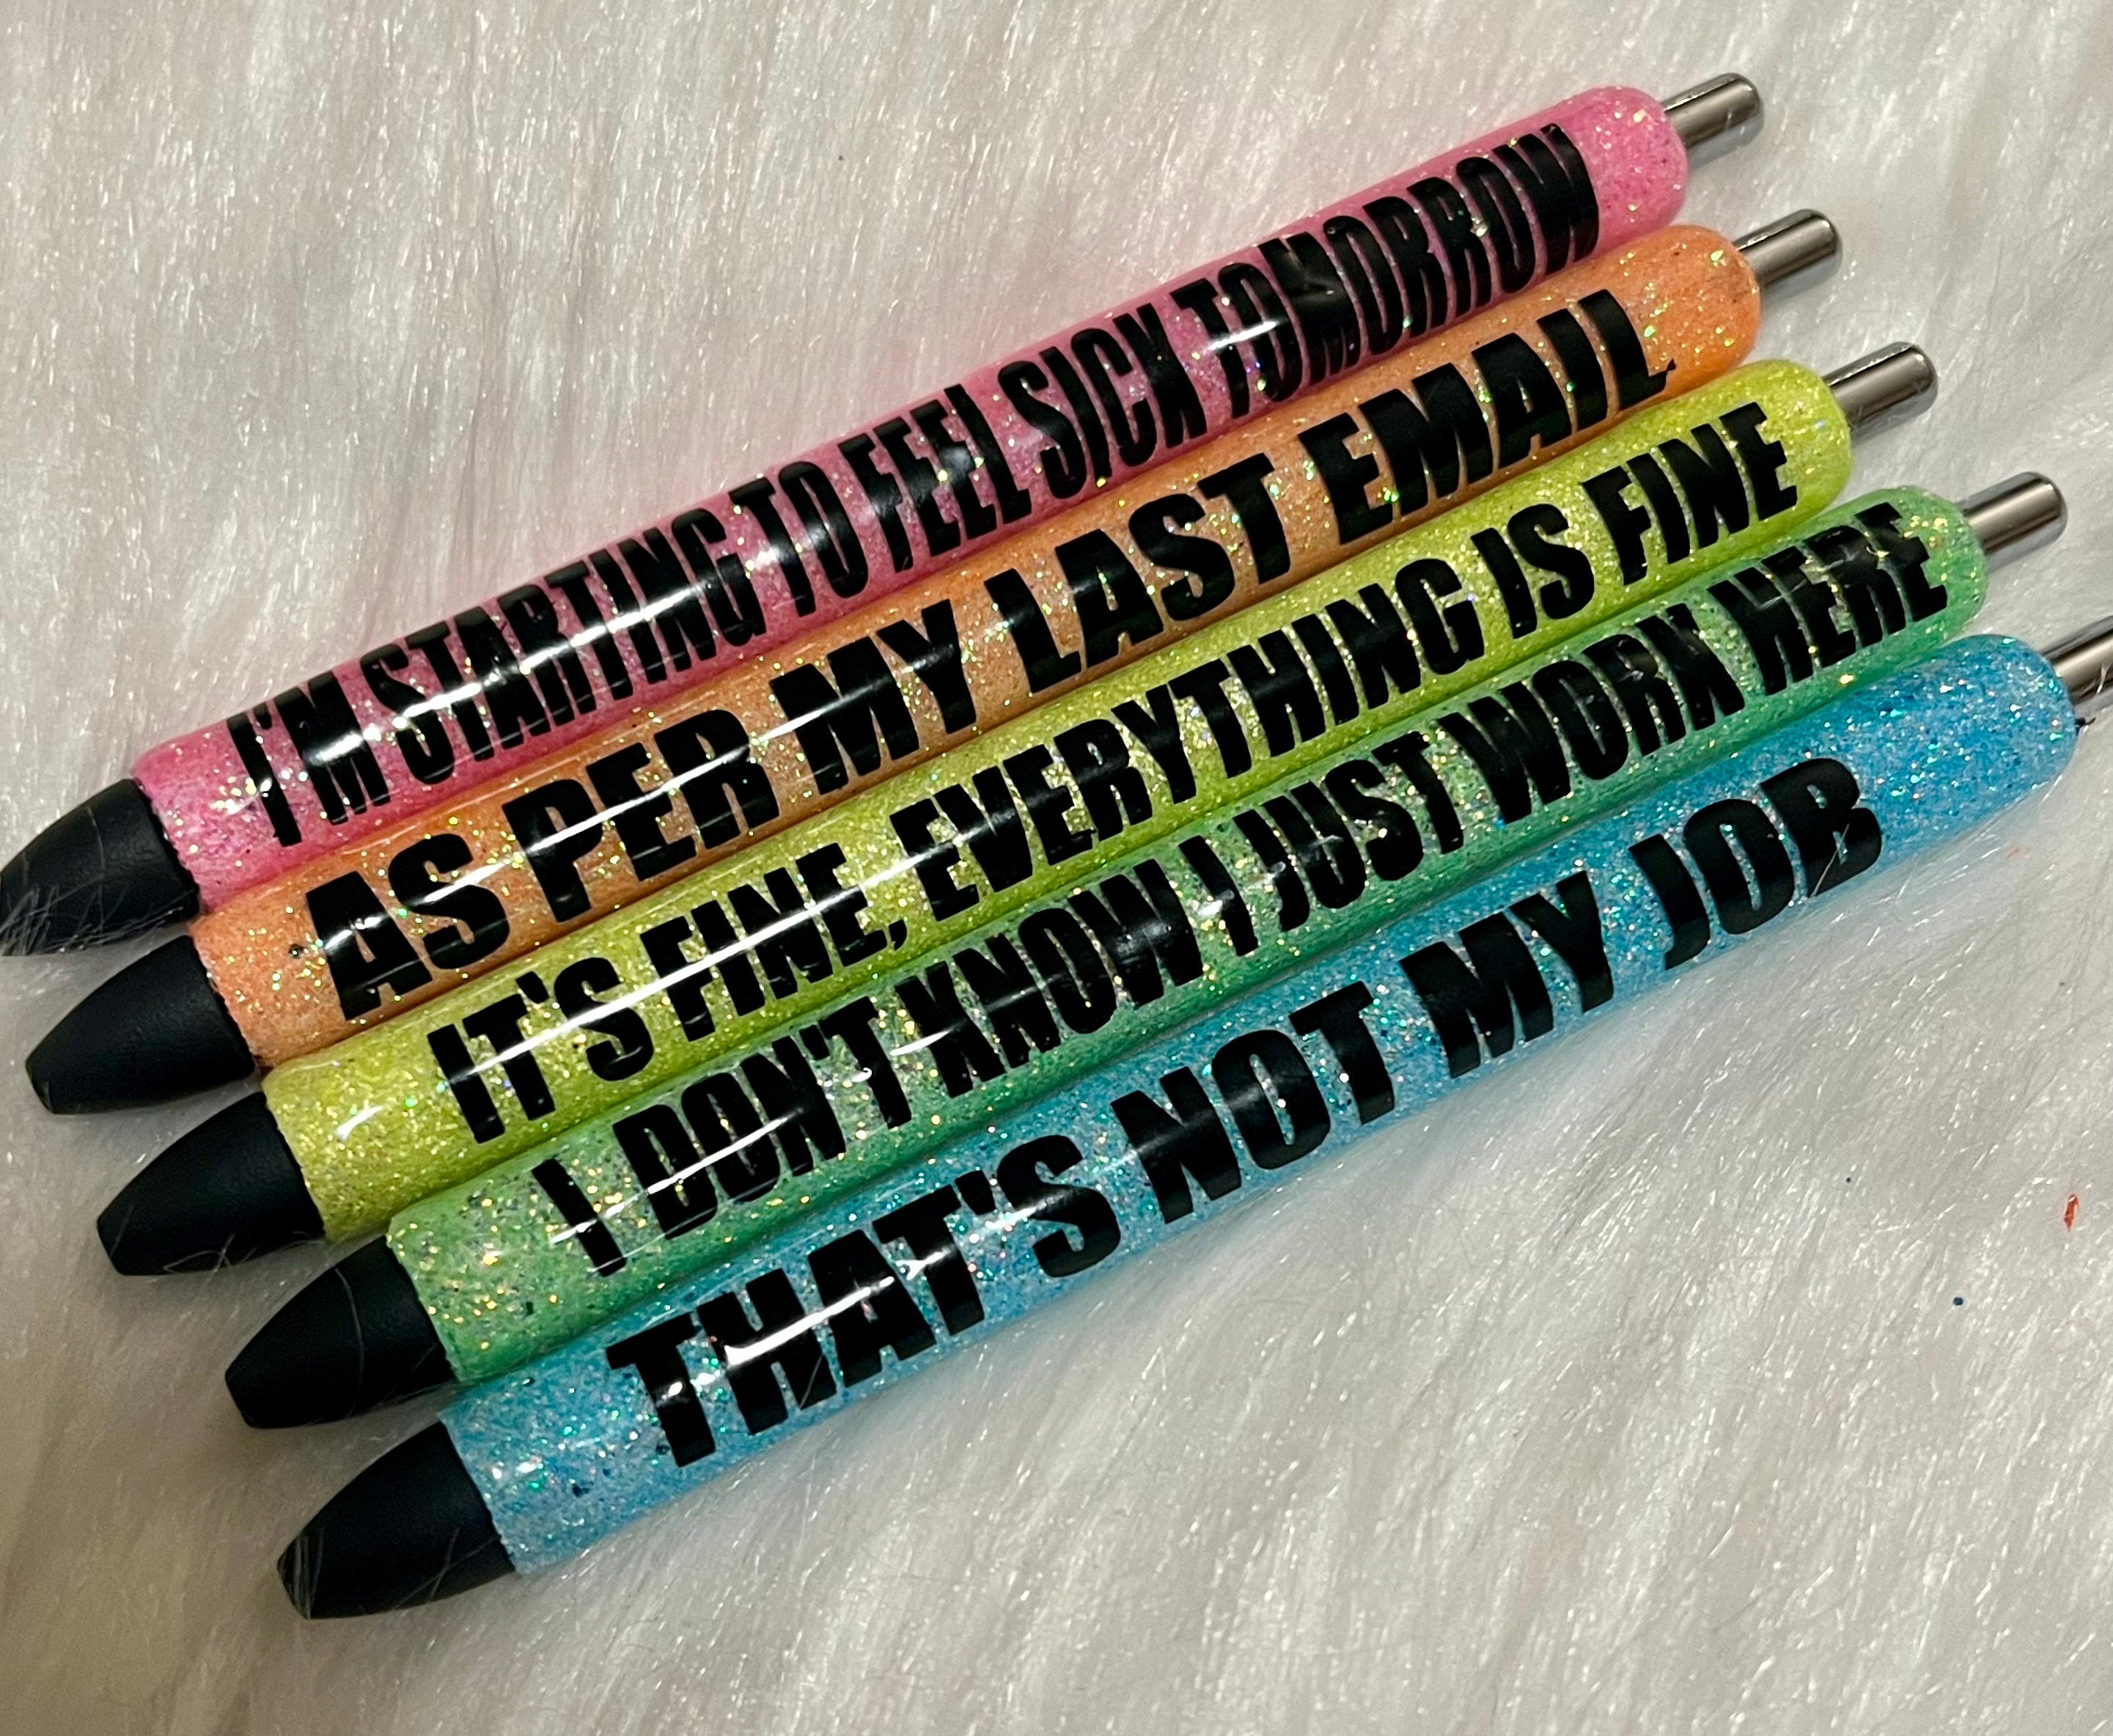 I'M STARTING TO FEEL SICK TOMORROW
AS PER MY LAST EMAIL
IT'S FINE, EVERYTHING IS FINE
I DON'T KNOW I JUST WORK HERE
THAT'S NOT MY JOB